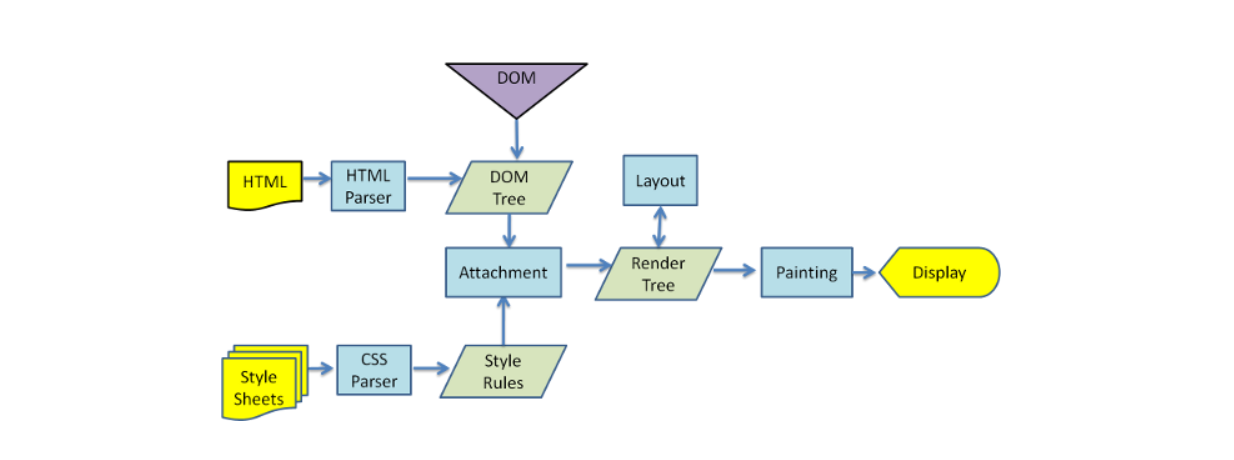 DOM
HTML
HTML
Parser
DOM
Tree
Layout
Attachment
Render
Tree
Painting
Display
Style
Sheets
CSS
Parser
Style
Rules